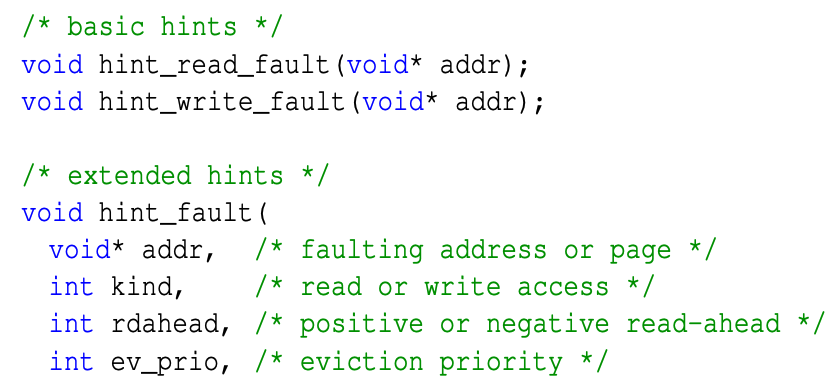 /* basic hints */
void hint_read_fault(void* addr);
void hint_write_fault(void* addr);
/* extended hints */
void hint_fault(
void* addr, /* faulting address or page */
int kind, /* read or write access */
int rdahead, /* positive or negative read-ahead */
int ev_prio, /* eviction priority */